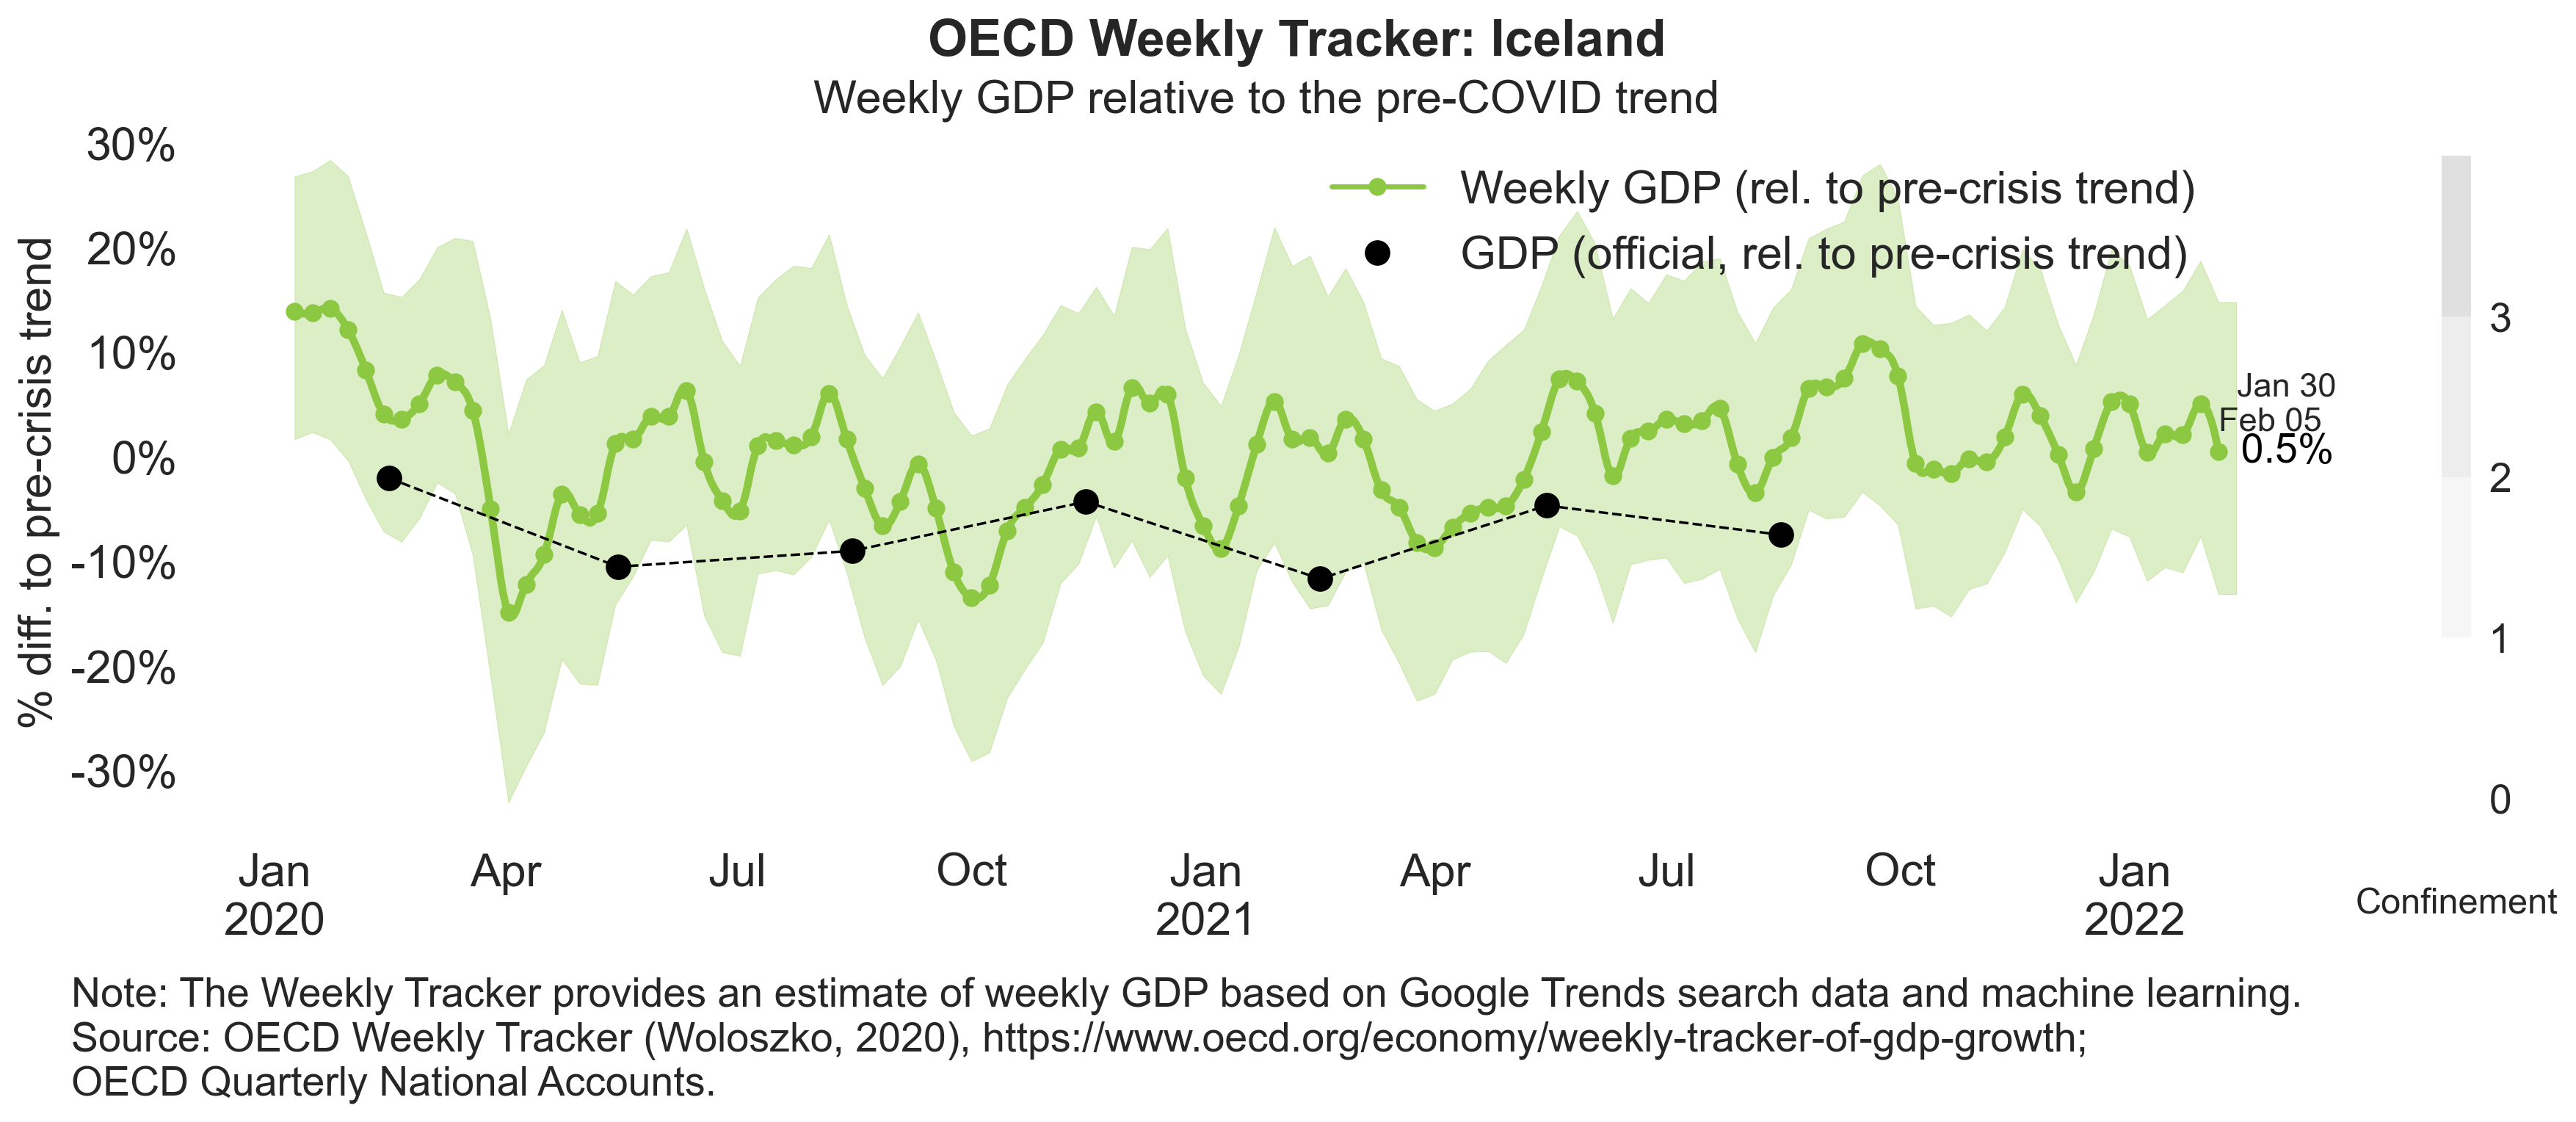 OECD Weekly Tracker: Iceland
Weekly GDP relative to the pre-COVID trend
% diff. to pre-crisis trend
30%
20%
10%
0%
-10%
-20%
-30%
Weekly GDP (rel. to pre-crisis trend)
GDP (official, rel. to pre-crisis trend)
Jan 30
Feb 05
0.5%
3
2
1
0
Confinement
Jan Apr Jul Oct Jan Apr Jul Oct Jan
2020 2021 2022
Note: The Weekly Tracker provides an estimate of weekly GDP based on Google Trends search data and machine learning.
Source: OECD Weekly Tracker (Woloszko, 2020), https://www.oecd.org/economy/weekly-tracker-of-gdp-growth;
OECD Quarterly National Accounts.